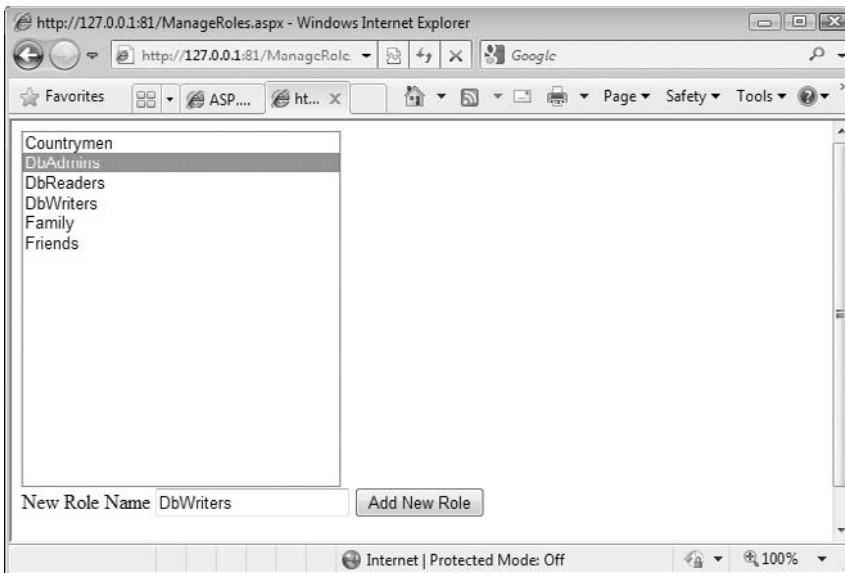 http://127.0.0.1:81/ManageRoles.aspx - Windows Internet Explorer
http://127.0.0.1:81/ManageRole
Google
Favorites
ASP....
ht...
Page
Safety
Tools
Countrymen
DbAdmins
DbReaders
DbWriters
Family
Friends
New Role Name DbWriters Add New Role
Internet | Protected Mode: Off
100%